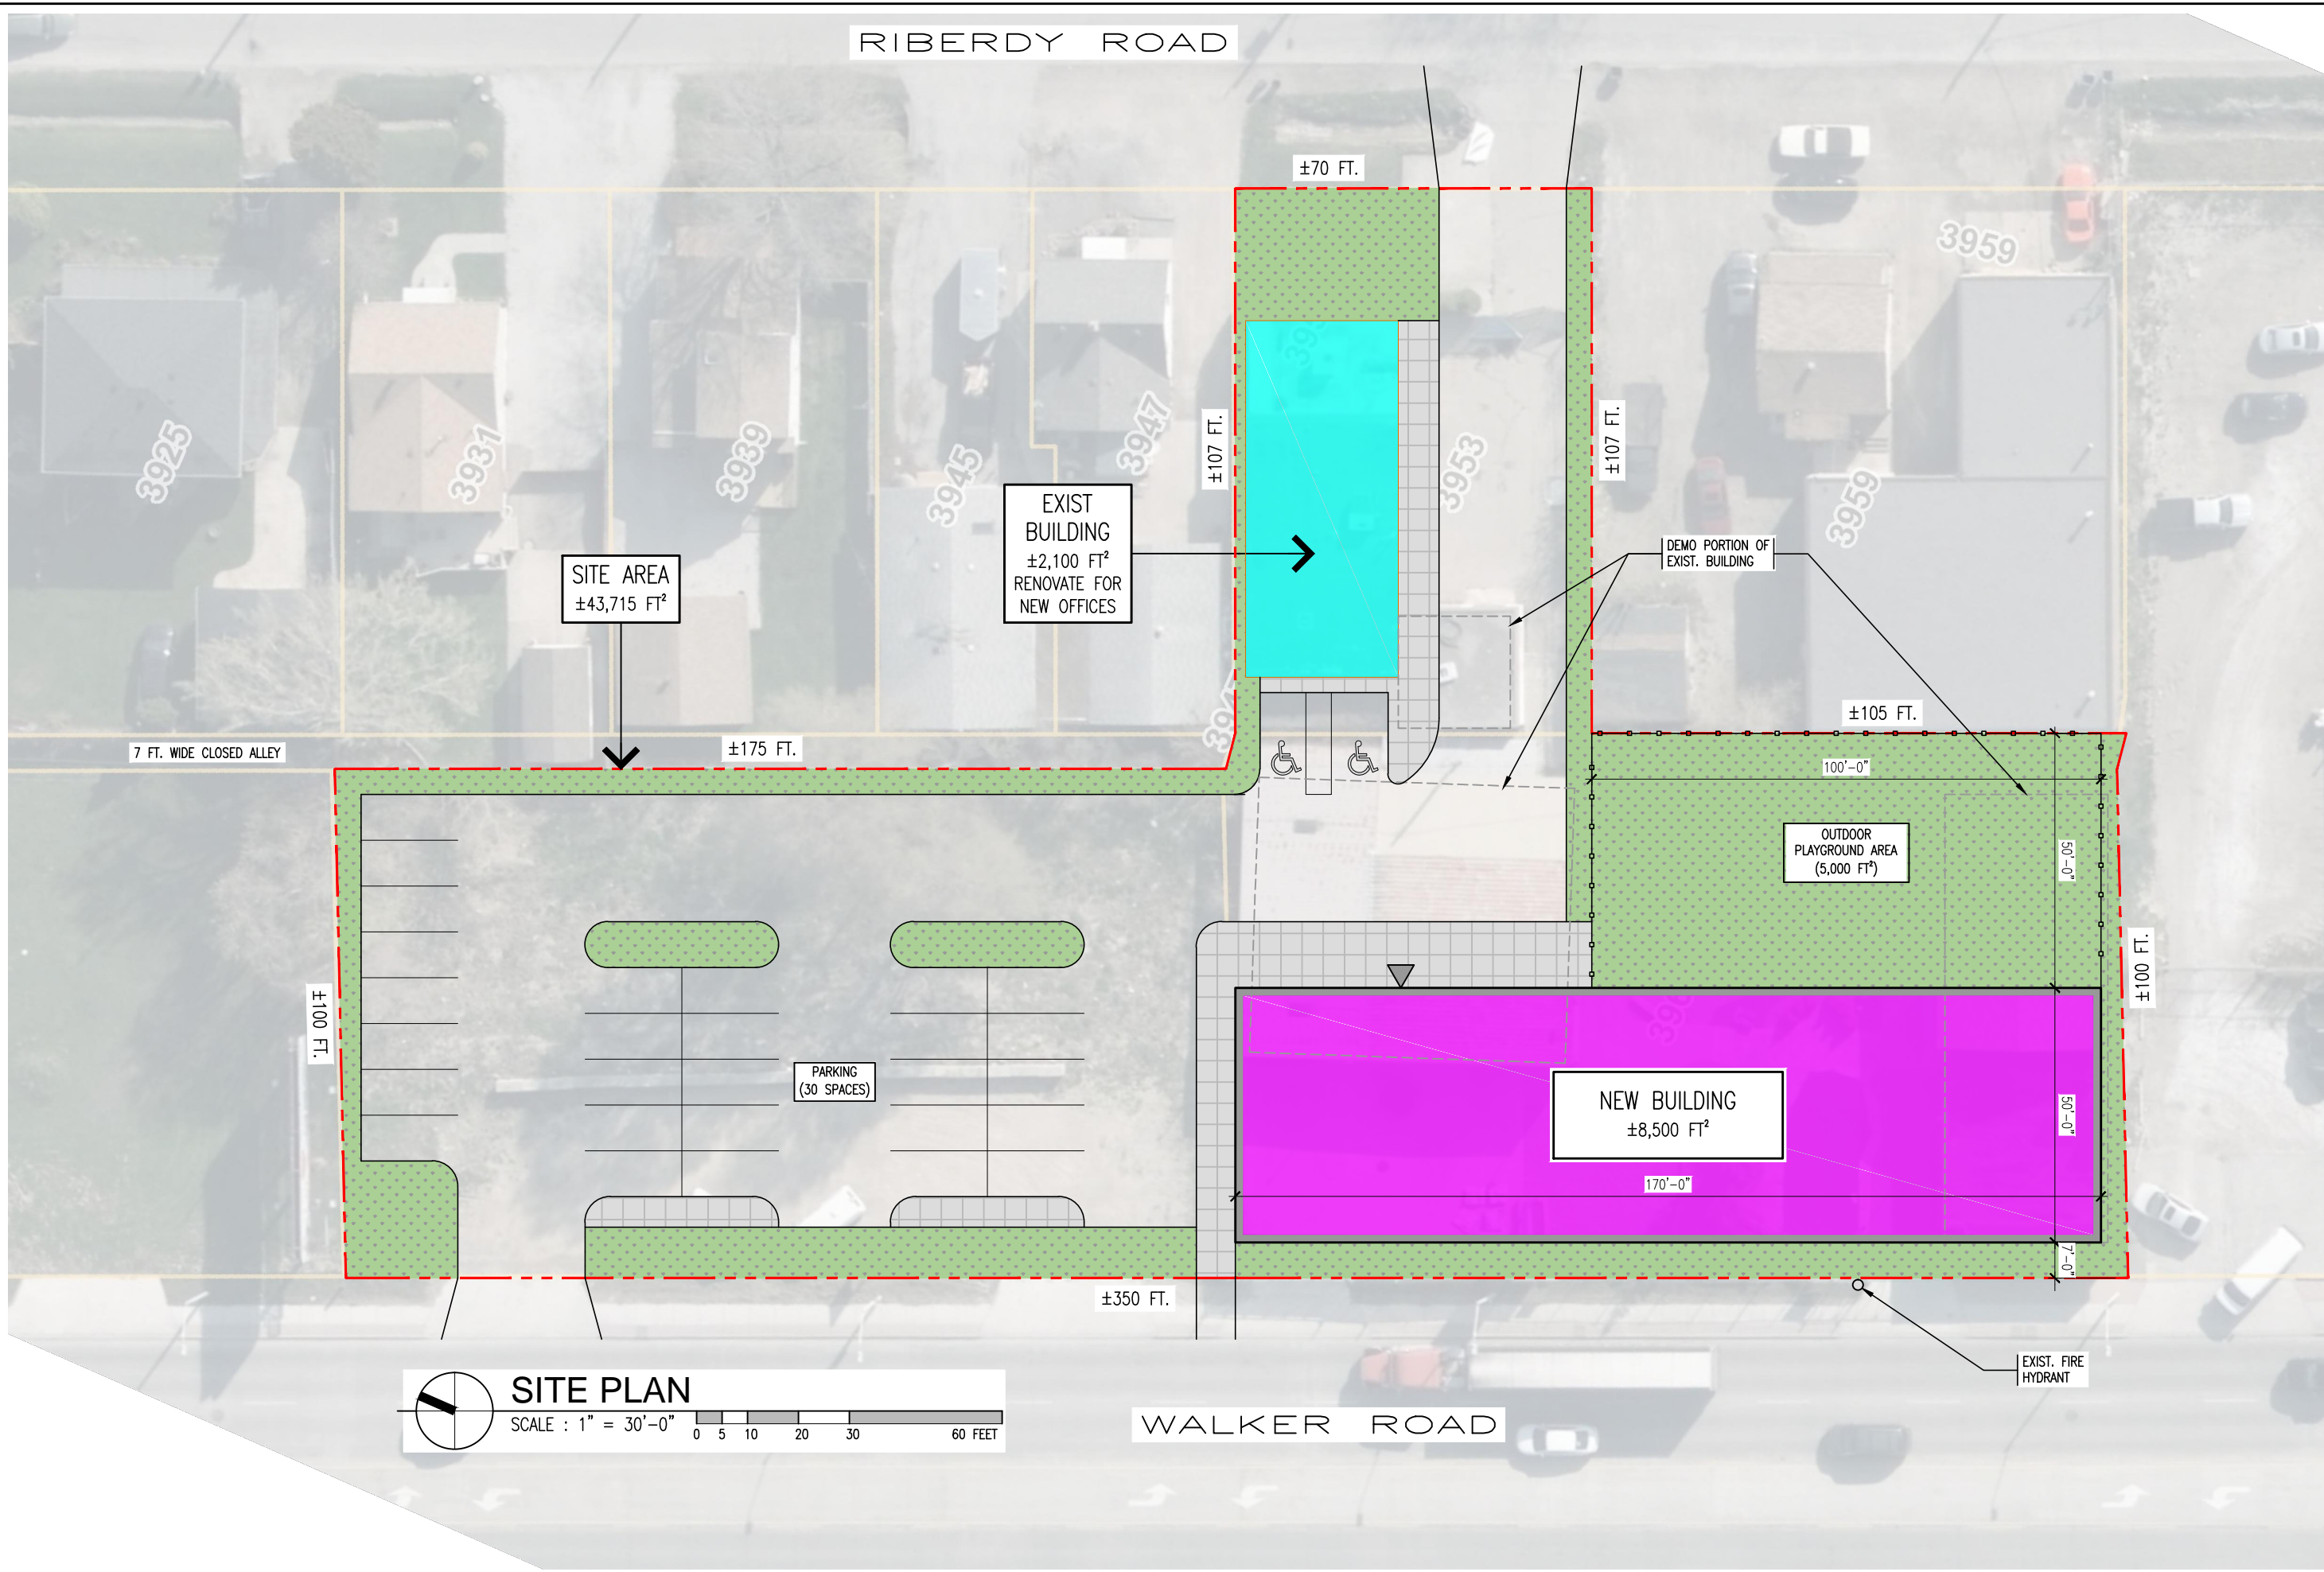 RIBERDY ROAD
±70 FT.
3959
±107 FT.
±107 FT.
3925
3931
3939
3945
3947
3953
3959
EXIST
BUILDING
±2,100 FT²
RENOVATE FOR
NEW OFFICES
DEMO PORTION OF
EXIST. BUILDING
SITE AREA
±43,715 FT²
7 FT. WIDE CLOSED ALLEY
±175 FT.
±105 FT.
100'-0"
OUTDOOR
PLAYGROUND AREA
(5,000 FT²)
50'-0"
±100 FT.
±100 FT.
PARKING
(30 SPACES)
NEW BUILDING
±8,500 FT²
50'-0"
170'-0"
7'-0"
±350 FT.
EXIST. FIRE
HYDRANT
SITE PLAN
SCALE : 1" = 30'-0"
0 5 10 20 30 60 FEET
WALKER ROAD